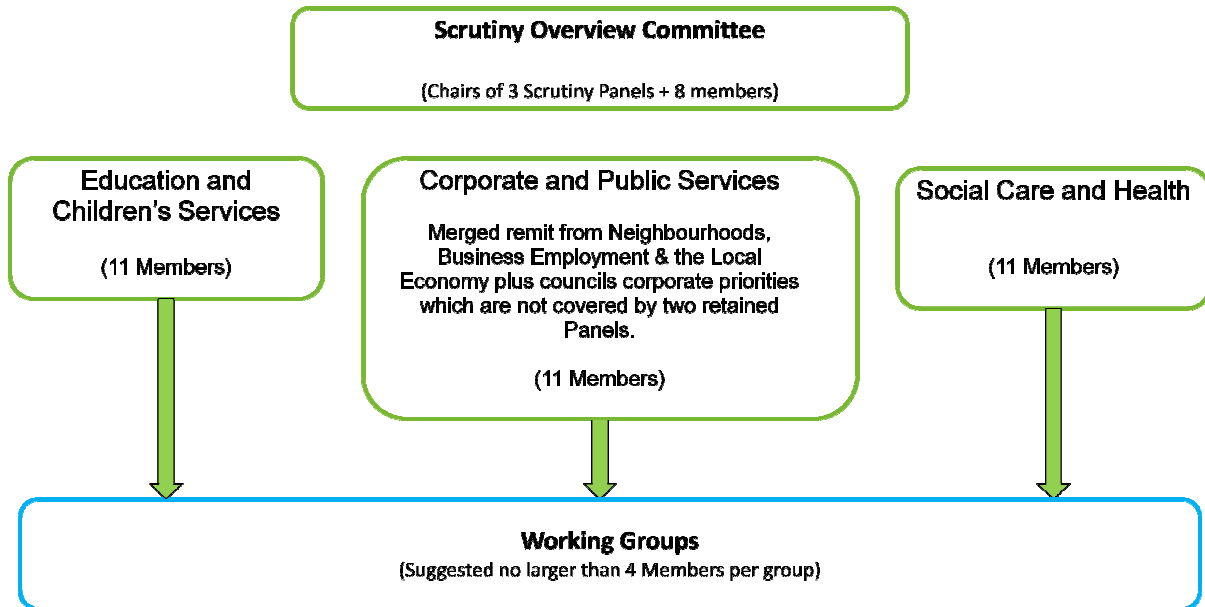 Scrutiny Overview Committee
(Chairs of 3 Scrutiny Panels + 8 members)
Education and
Children's Services
(11 Members)
Corporate and Public Services
Merged remit from Neighbourhoods,
Business Employment & the Local
Economy plus councils corporate priorities
which are not covered by two retained
Panels.
(11 Members)
Social Care and Health
(11 Members)
Working Groups
(Suggested no larger than 4 Members per group)